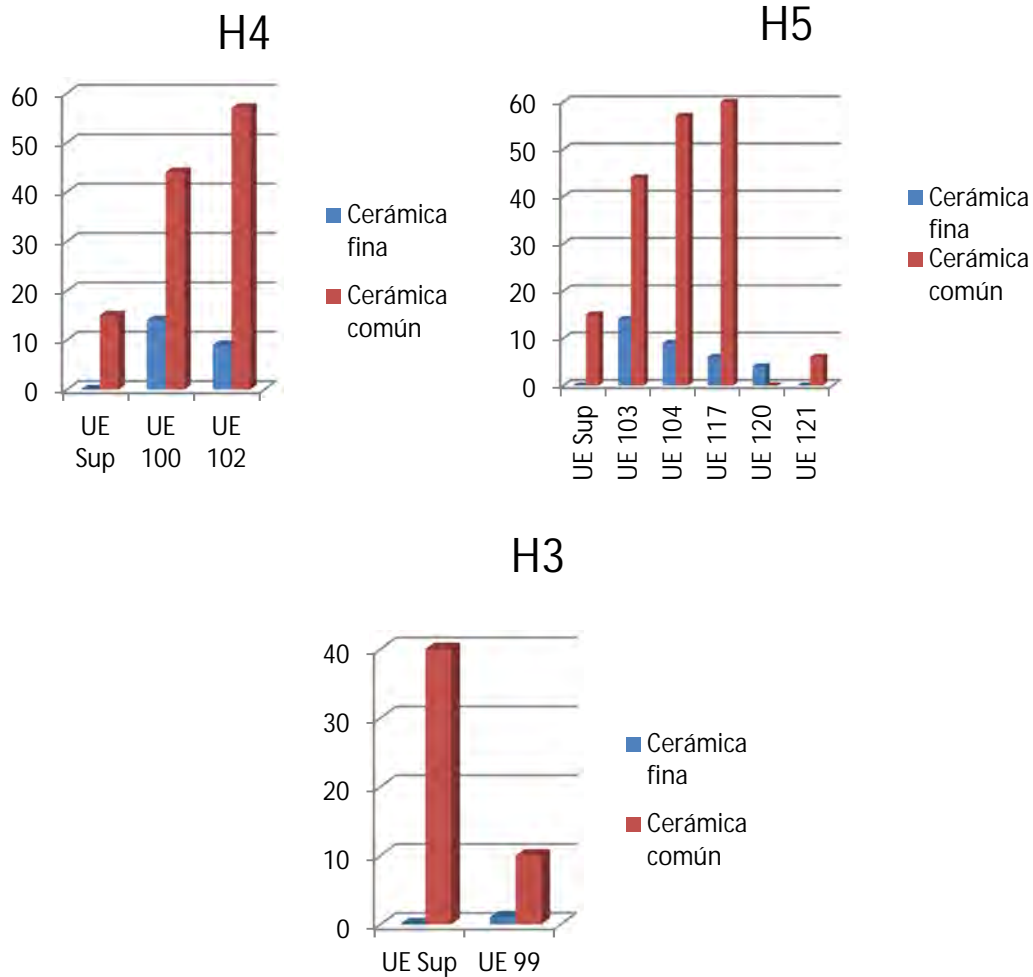 H4
60
50
40
30
20
10
0
UE
Sup
UE
100
UE
102
Cerámica
fina
Cerámica
común
H5
60
50
40
30
20
10
0
UE Sup
UE 103
UE 104
UE 117
UE 120
UE 121
Cerámica
fina
Cerámica
común
H3
40
30
20
10
0
UE Sup
UE 99
Cerámica
fina
Cerámica
común